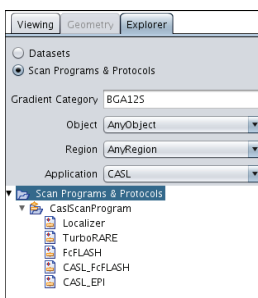 Viewing Geometry Explorer
Datasets
Scan Programs & Protocols
Gradient Category BGA12S
Object AnyObject
Region AnyRegion
Application CASL
Scan Programs & Protocols
CaslScanProgram
Localizer
TurboRARE
FcFLASH
CASL_FcFLASH
CASL_EPI